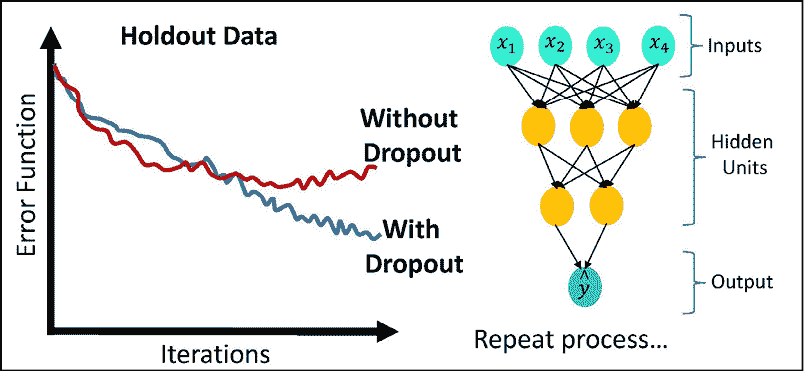 Holdout Data
Error Function
Without
Dropout
With
Dropout
Iterations
x₁ x₂ x₃ x₄
Inputs
Hidden
Units
ŷ
Output
Repeat process...